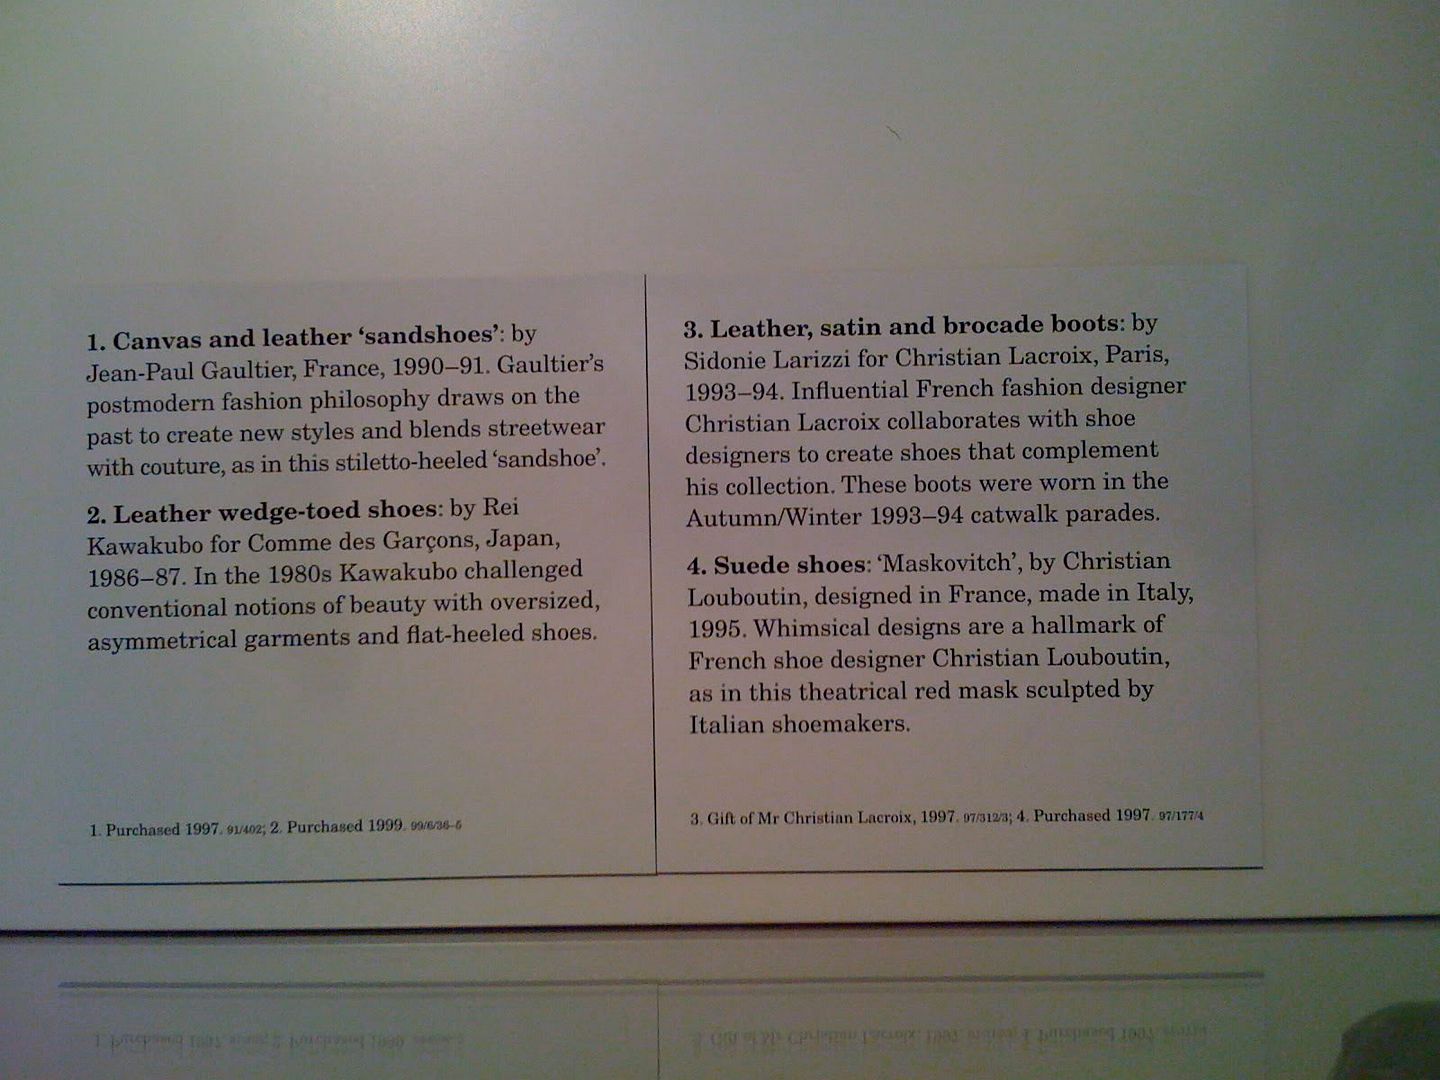 1. Canvas and leather ‘sandshoes’: by
Jean-Paul Gaultier, France, 1990–91. Gaultier’s
postmodern fashion philosophy draws on the
past to create new styles and blends streetwear
with couture, as in this stiletto-heeled ‘sandshoe’.
2. Leather wedge-toed shoes: by Rei
Kawakubo for Comme des Garçons, Japan,
1986–87. In the 1980s Kawakubo challenged
conventional notions of beauty with oversized,
asymmetrical garments and flat-heeled shoes.
1. Purchased 1997. 91/402; 2. Purchased 1999. 99/6/36-5
3. Leather, satin and brocade boots: by
Sidonie Larizzi for Christian Lacroix, Paris,
1993–94. Influential French fashion designer
Christian Lacroix collaborates with shoe
designers to create shoes that complement
his collection. These boots were worn in the
Autumn/Winter 1993–94 catwalk parades.
4. Suede shoes: ‘Maskovitch’, by Christian
Louboutin, designed in France, made in Italy,
1995. Whimsical designs are a hallmark of
French shoe designer Christian Louboutin,
as in this theatrical red mask sculpted by
Italian shoemakers.
3. Gift of Mr Christian Lacroix, 1997. 97/312/3; 4. Purchased 1997. 97/177/4